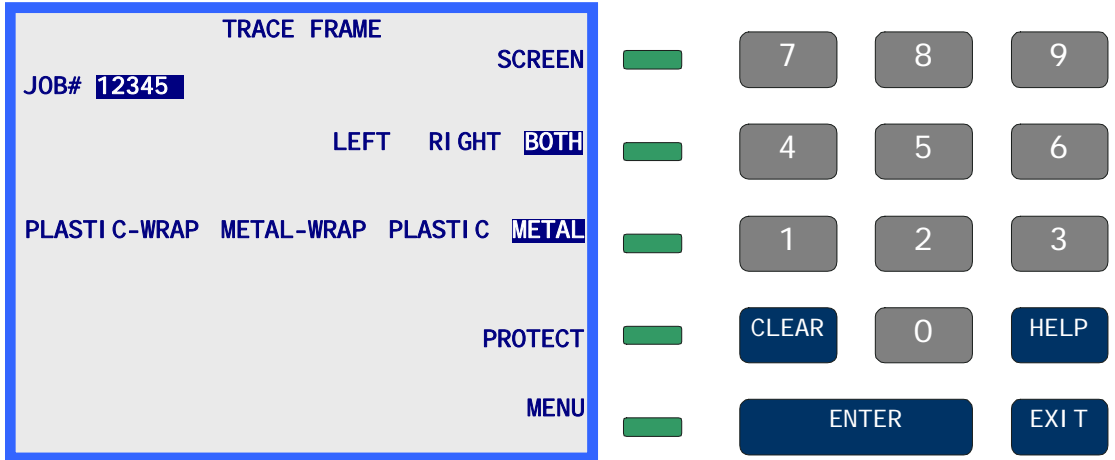 TRACE FRAME
SCREEN
JOB# 12345
LEFT RIGHT BOTH
PLASTIC-WRAP METAL-WRAP PLASTIC METAL
PROTECT
MENU
7 8 9
4 5 6
1 2 3
CLEAR 0 HELP
ENTER EXIT